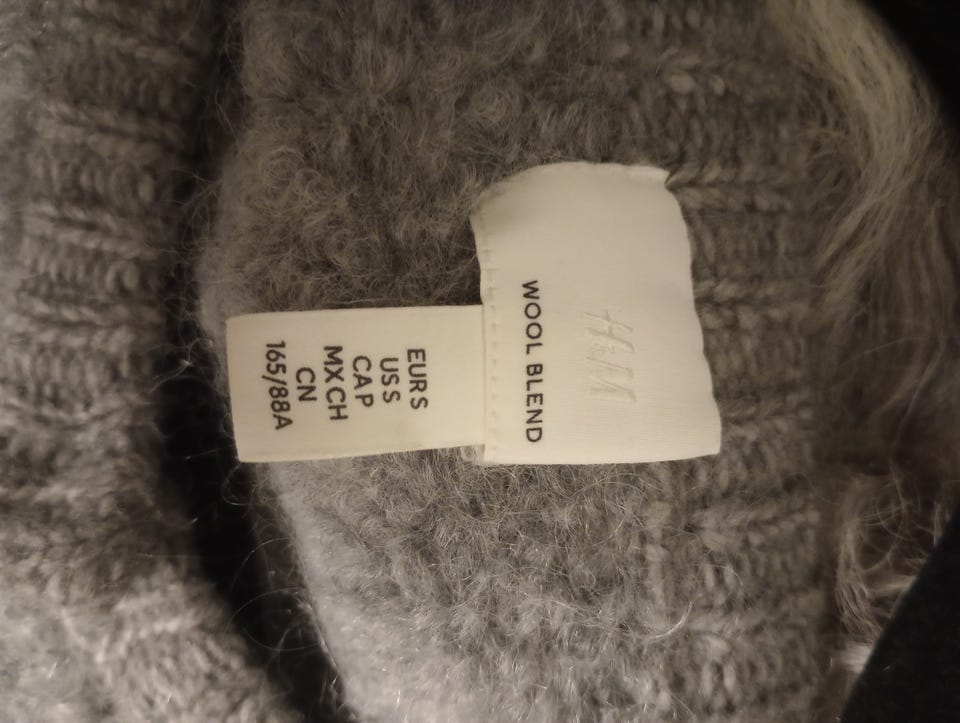 H&M
WOOL BLEND
EUR S
US S
CA P
MX CH
CN
165/88A